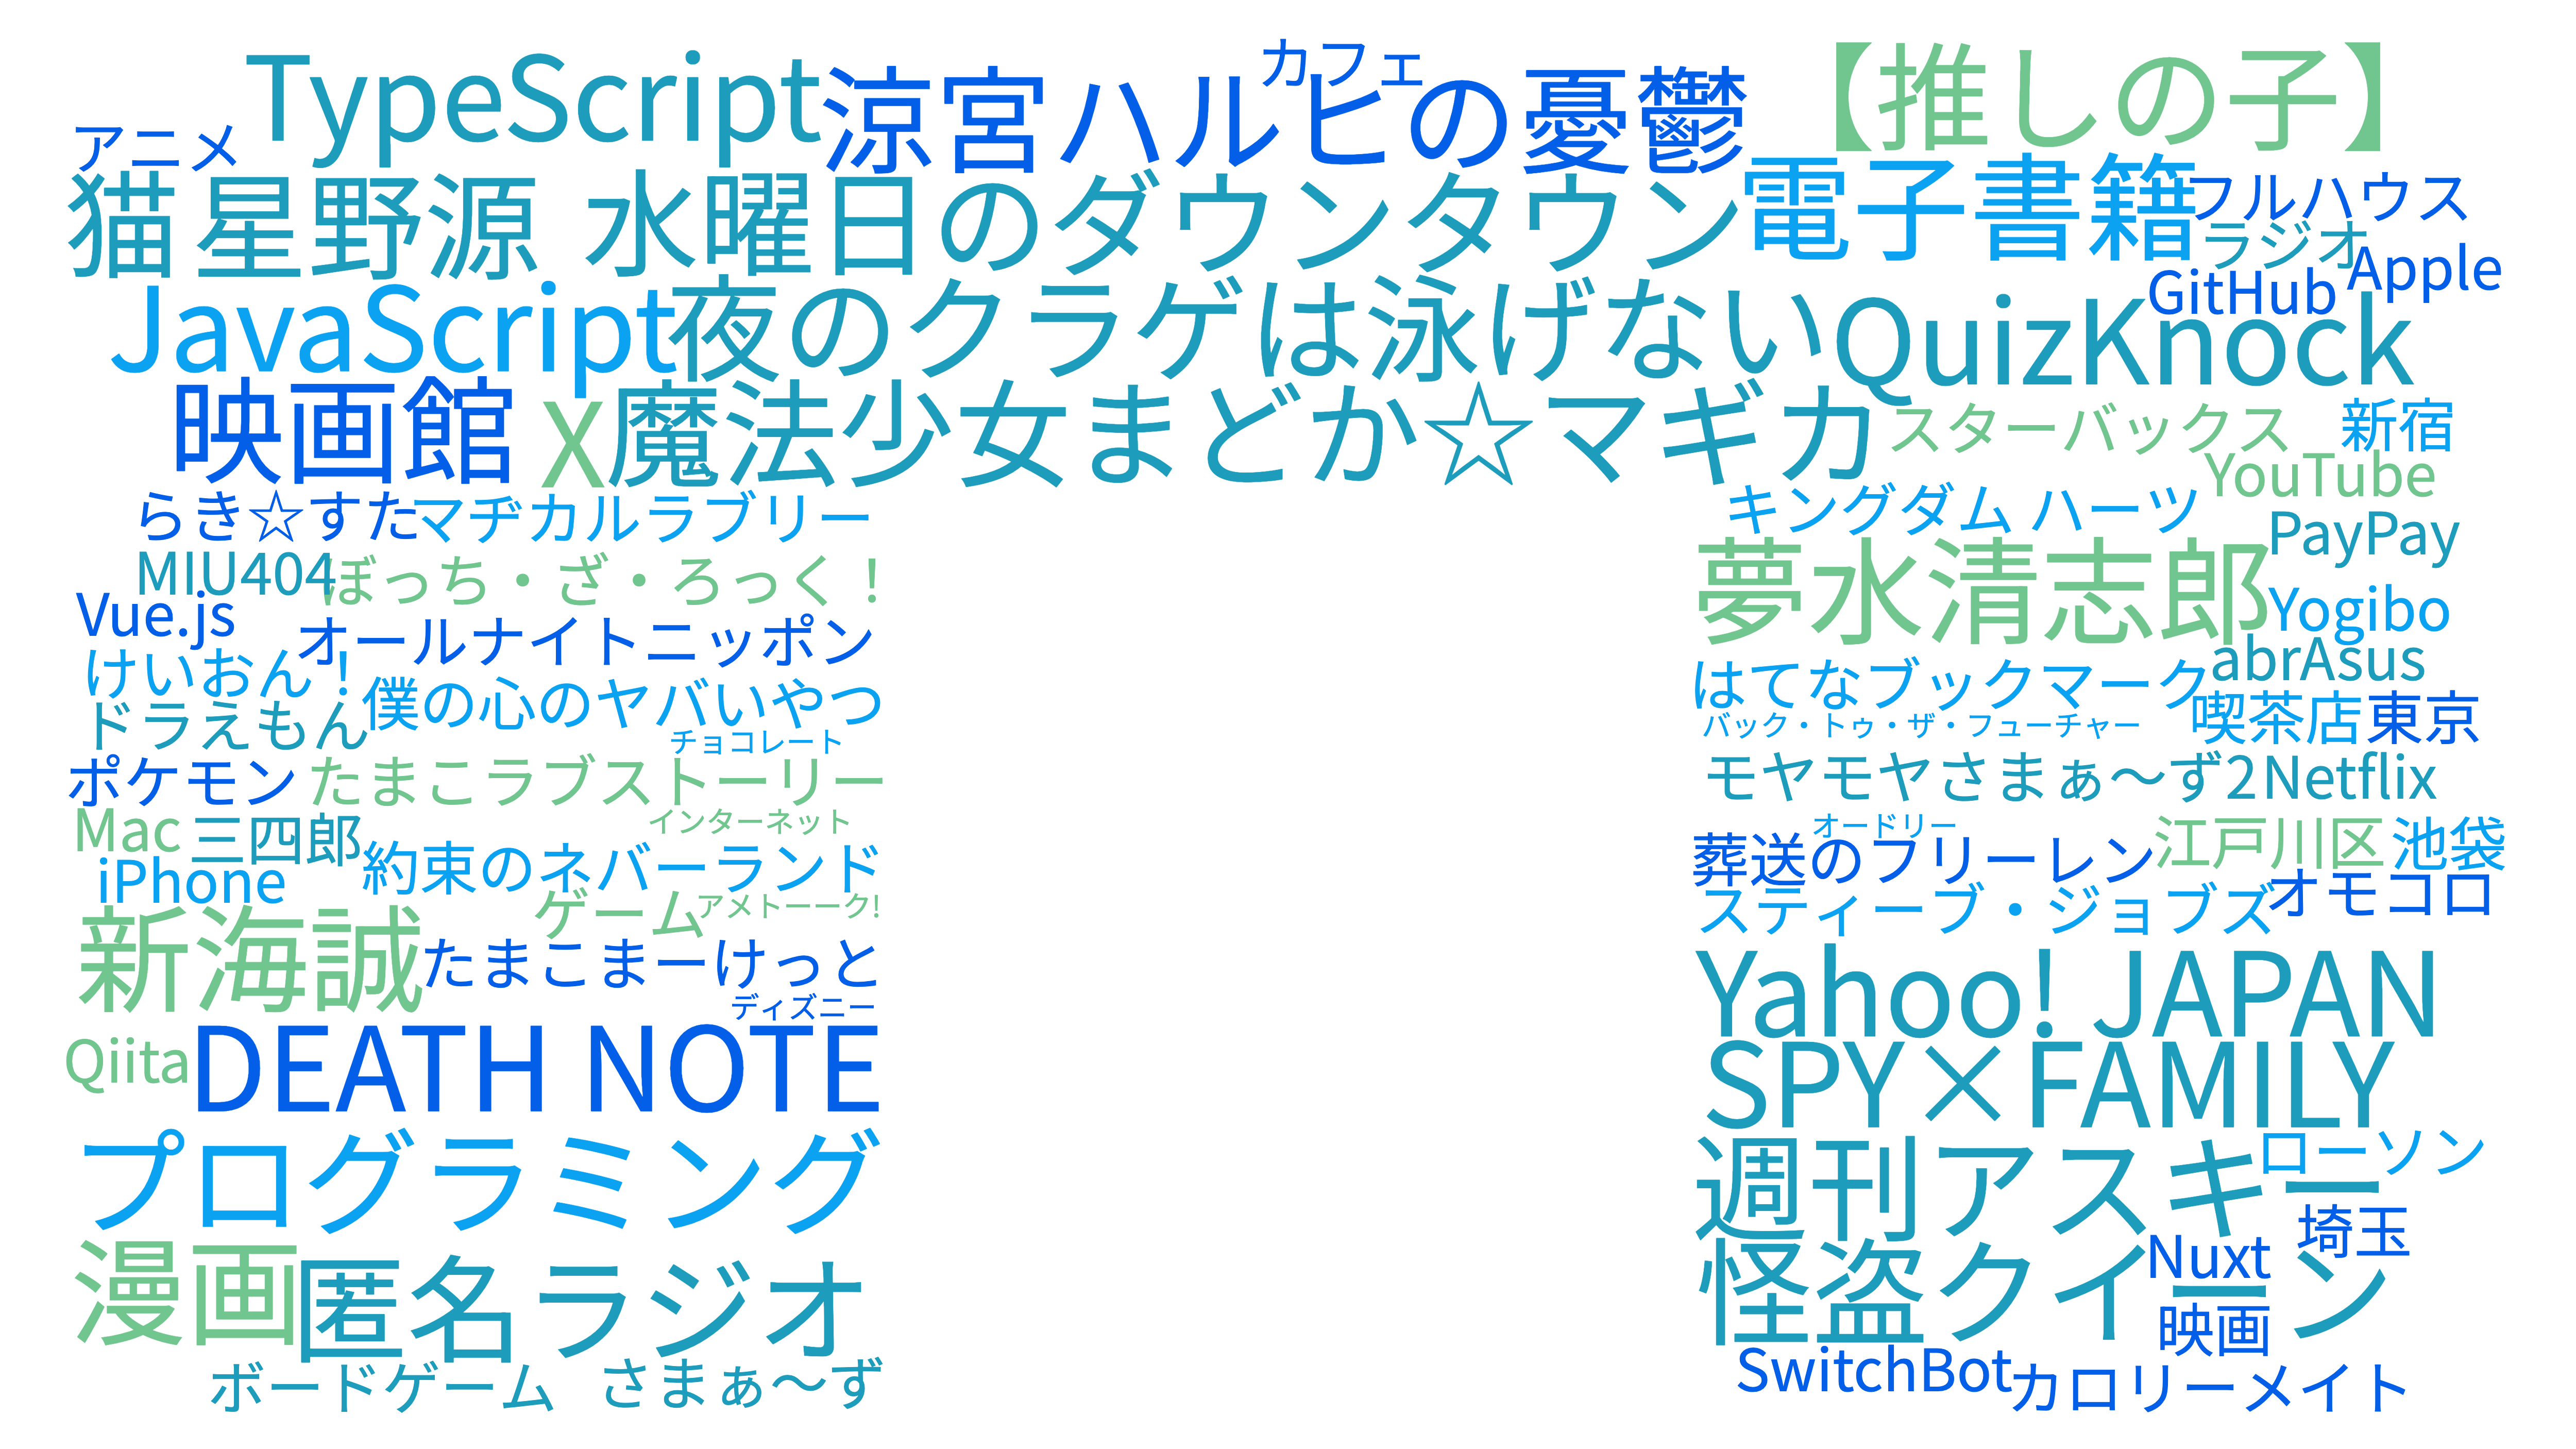 カフェ
TypeScript
涼宮ハルヒの憂鬱
【推しの子】
アニメ
猫
星野源
水曜日のダウンタウン
電子書籍
フルハウス
ラジオ
Apple
GitHub
JavaScript
夜のクラゲは泳げない
QuizKnock
映画館
X
魔法少女まどか☆マギカ
スターバックス
新宿
YouTube
らき☆すた
マヂカルラブリー
キングダム ハーツ
PayPay
MIU404
ぼっち・ざ・ろっく！
夢水清志郎
Vue.js
オールナイトニッポン
Yogibo
abrAsus
けいおん！
僕の心のヤバいやつ
はてなブックマーク
ドラえもん
チョコレート
バック・トゥ・ザ・フューチャー
喫茶店
東京
ポケモン
たまこラブストーリー
モヤモヤさまぁ～ず2
Netflix
Mac
三四郎
インターネット
オードリー
江戸川区
池袋
iPhone
約束のネバーランド
葬送のフリーレン
ゲーム
アメトーーク!
スティーブ・ジョブズ
オモコロ
新海誠
たまこまーけっと
Yahoo! JAPAN
ディズニー
Qiita
DEATH NOTE
SPY×FAMILY
プログラミング
週刊アスキー
ローソン
埼玉
漫画
匿名ラジオ
怪盗クイーン
Nuxt
映画
ボードゲーム
さまぁ～ず
SwitchBot
カロリーメイト